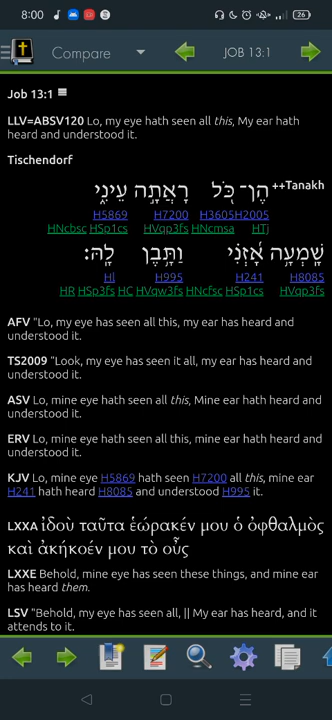 8:00 26
Compare JOB 13:1
Job 13:1
LLV=ABSV120 Lo, my eye hath seen all this, My ear hath
heard and understood it.
Tischendorf
++Tanakh הֶן־כֹּ֭ל רָאֲתָ֣ה עֵינִ֑י
H5869 H7200 H3605H2005
HNcbsc HSp1cs HVqp3fs HNcmsa HTj
שָֽׁמְעָ֥ה אָ֝זְנִ֗י וַתָּ֥בֶן לָֽהּ׃
Hl H995 H241 H8085
HR HSp3fs HC HVqw3fs HNcfsc HSp1cs HVqp3fs
AFV "Lo, my eye has seen all this, my ear has heard and
understood it.
TS2009 "Look, my eye has seen it all, my ear has heard and
understood it.
ASV Lo, mine eye hath seen all this, Mine ear hath heard
and understood it.
ERV Lo, mine eye hath seen all this, mine ear hath heard
and understood it.
KJV Lo, mine eye H5869 hath seen H7200 all this, mine ear
H241 hath heard H8085 and understood H995 it.
LXXA ἰδοὺ ταῦτα ἑώρακέν μου ὁ ὀφθαλμὸς
καὶ ἀκήκοέν μου τὸ οὖς
LXXE Behold, mine eye has seen these things, and mine ear
has heard them.
LSV "Behold, my eye has seen all, || My ear has heard, and it
attends to it.